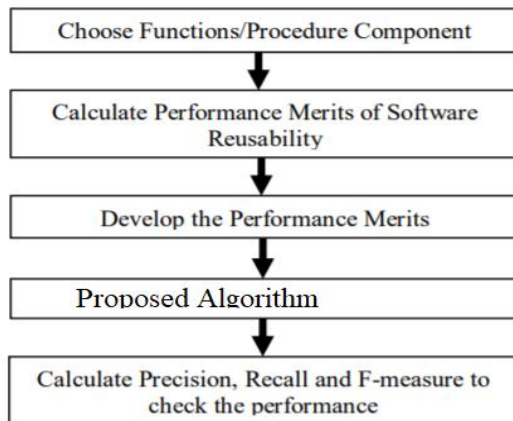 Choose Functions/Procedure Component
Calculate Performance Merits of Software
Reusability
Develop the Performance Merits
Proposed Algorithm
Calculate Precision, Recall and F-measure to
check the performance